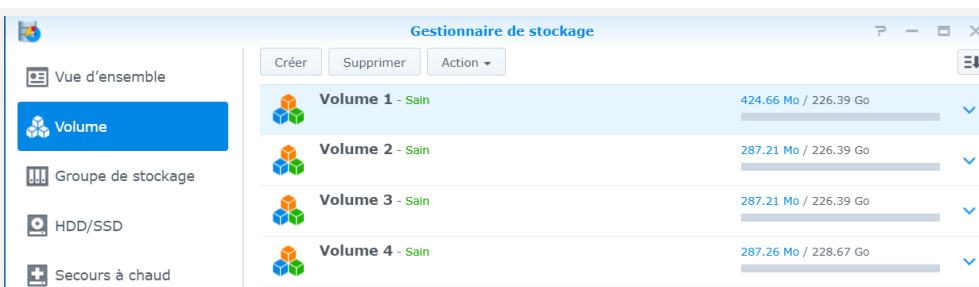 Gestionnaire de stockage
Vue d’ensemble
Volume
Groupe de stockage
HDD/SSD
Secours à chaud
Créer
Supprimer
Action
Volume 1 - Sain
424.66 Mo / 226.39 Go
Volume 2 - Sain
287.21 Mo / 226.39 Go
Volume 3 - Sain
287.21 Mo / 226.39 Go
Volume 4 - Sain
287.26 Mo / 228.67 Go